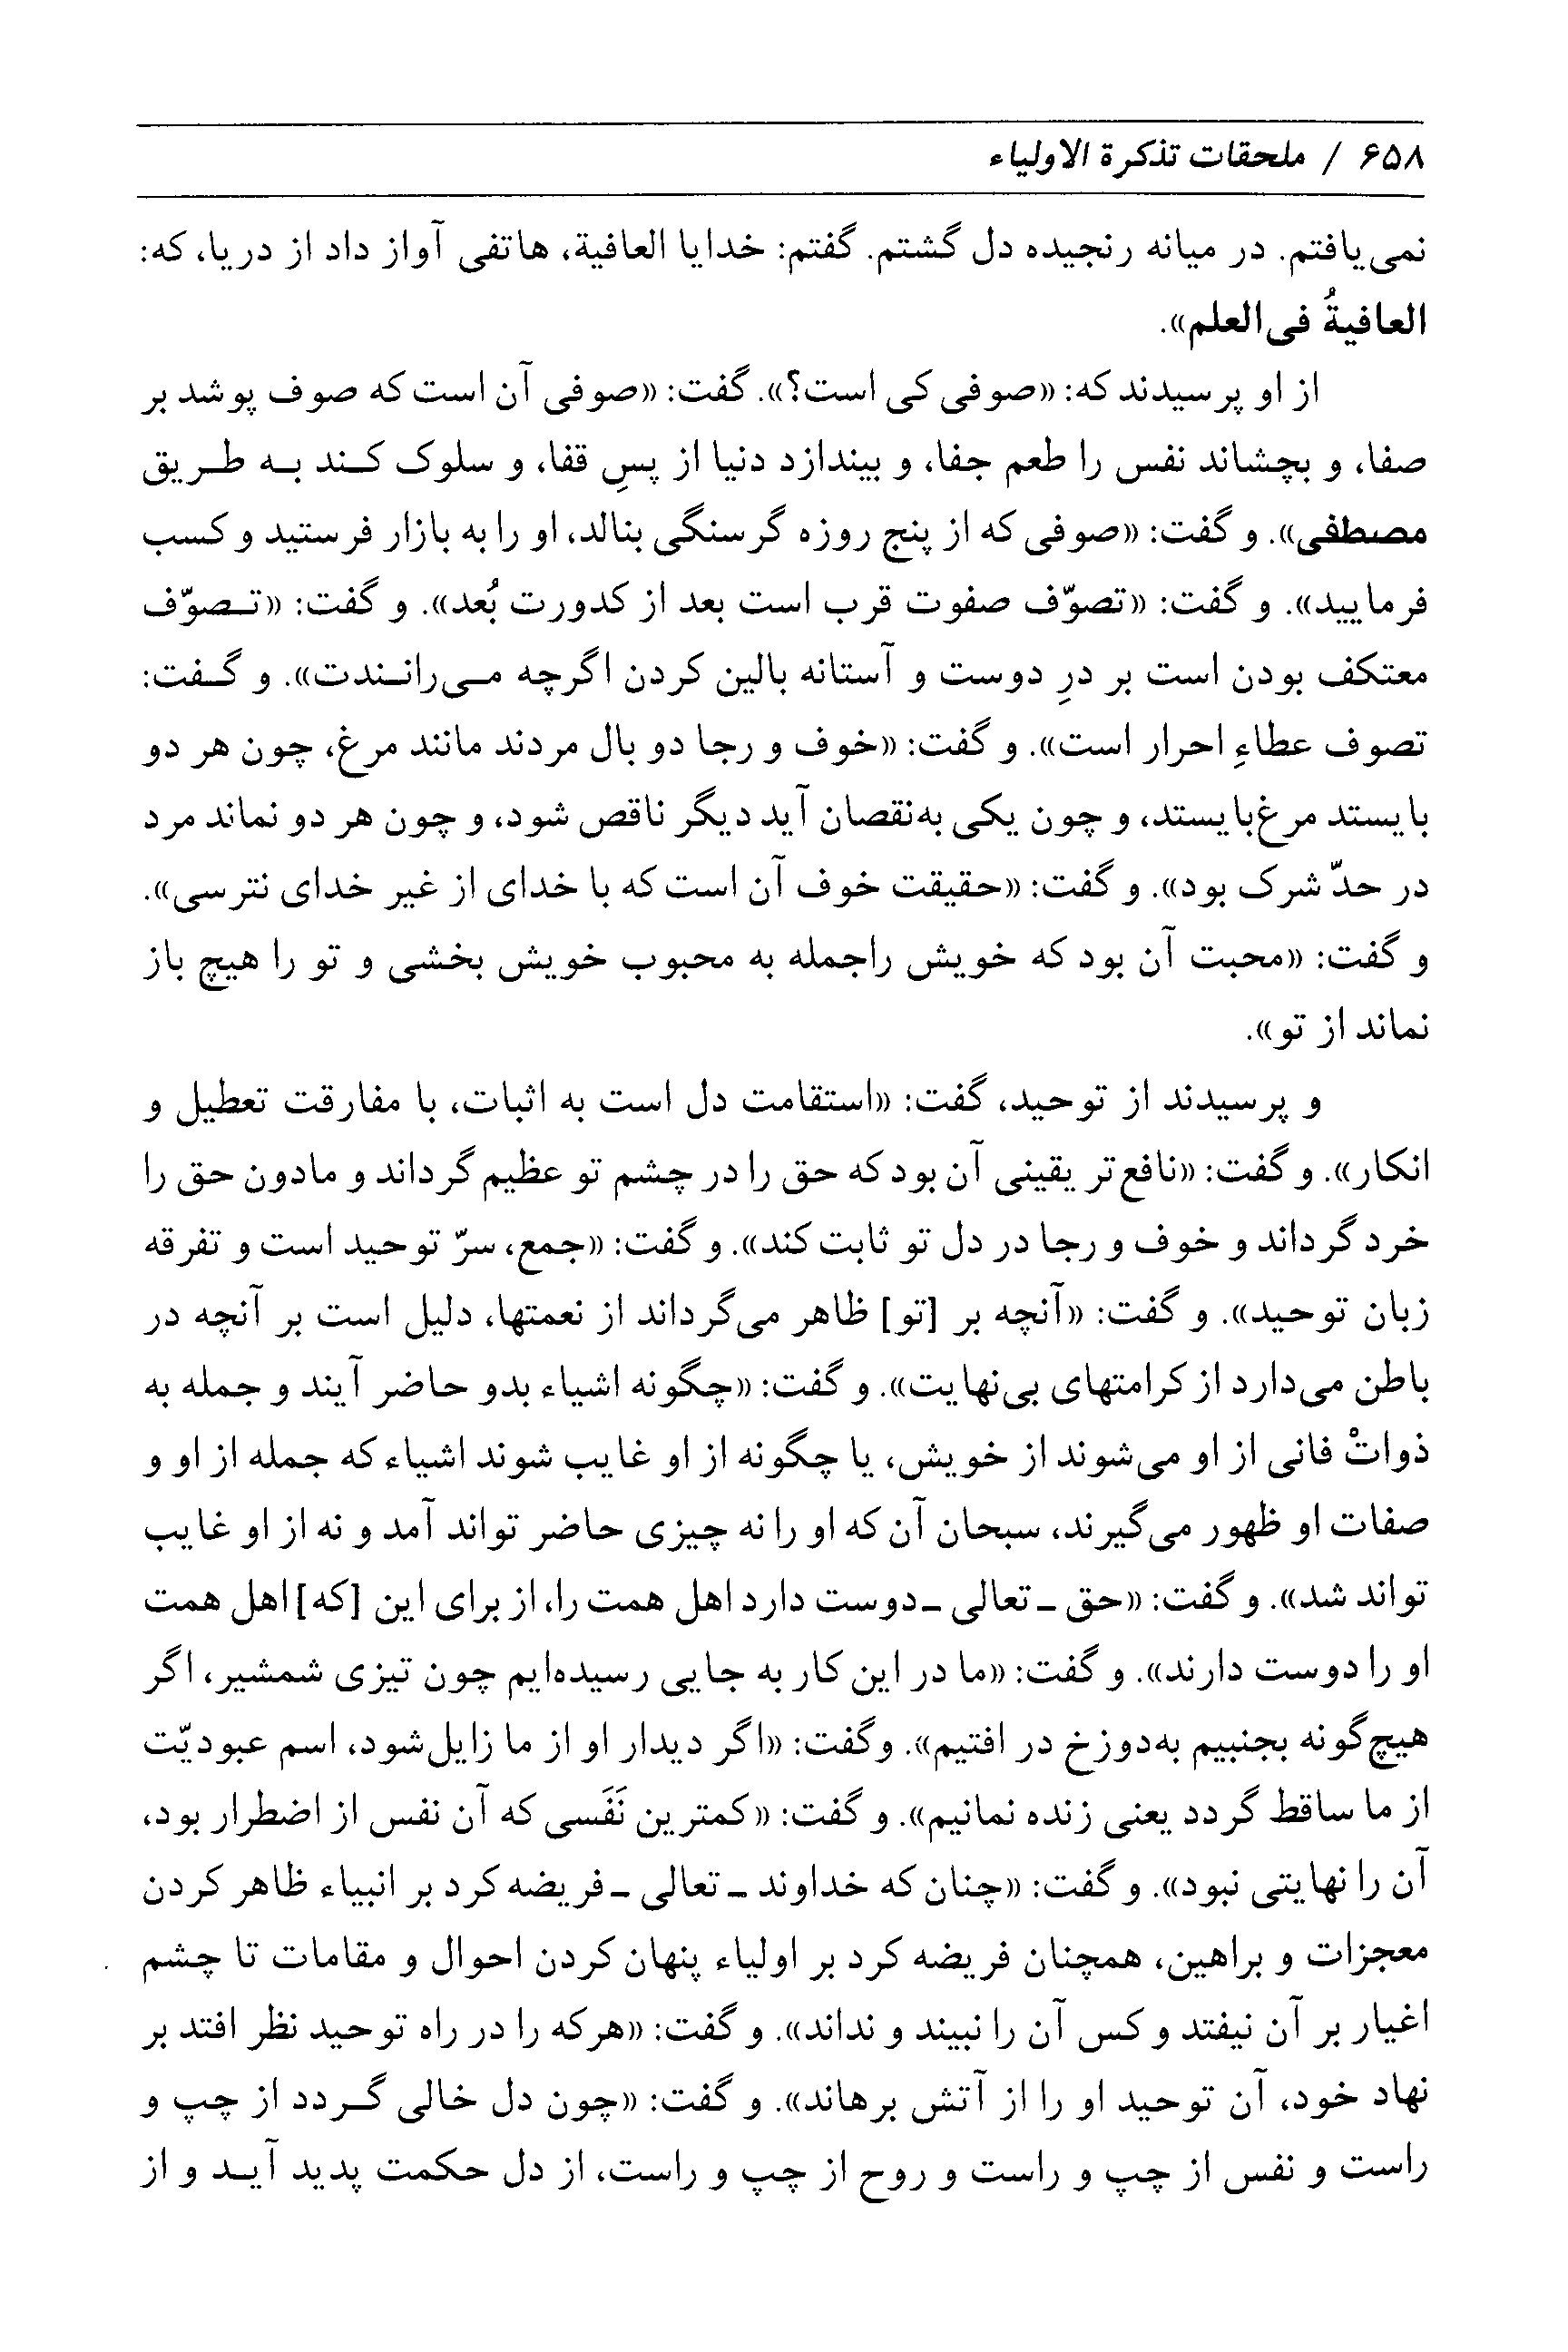 ۶۵۸ / ملحقات تذکرة الاولیاء
نمی‌یافتم. در میانه رنجیده دل گشتم. گفتم: خدایا العافیة، هاتفی آواز داد از دریا، که:
العافیةُ فی‌العلم».
از او پرسیدند که: «صوفی کی است؟». گفت: «صوفی آن است که صوف پوشد بر
صفا، و بچشاند نفس را طعم جفا، و بیندازد دنیا از پسِ قفا، و سلوک کند به طریق
مصطفی». و گفت: «صوفی که از پنج روزه گرسنگی بنالد، او را به بازار فرستید و کسب
فرمایید». و گفت: «تصوّف صفوت قرب است بعد از کدورت بُعد». و گفت: «تصوّف
معتکف بودن است بر درِ دوست و آستانه بالین کردن اگرچه می‌رانندت». و گفت:
تصوف عطاءِ احرار است». و گفت: «خوف و رجا دو بال مردند مانند مرغ، چون هر دو
بایستد مرغ‌بایستد، و چون یکی به‌نقصان آید دیگر ناقص شود، و چون هر دو نماند مرد
در حدّ شرک بود». و گفت: «حقیقت خوف آن است که با خدای از غیر خدای نترسی».
و گفت: «محبت آن بود که خویش راجمله به محبوب خویش بخشی و تو را هیچ باز
نماند از تو».
و پرسیدند از توحید، گفت: «استقامت دل است به اثبات، با مفارقت تعطیل و
انکار». و گفت: «نافع‌تر یقینی آن بود که حق را در چشم تو عظیم گرداند و مادون حق را
خرد گرداند و خوف و رجا در دل تو ثابت کند». و گفت: «جمع، سرّ توحید است و تفرقه
زبان توحید». و گفت: «آنچه بر [تو] ظاهر می‌گرداند از نعمتها، دلیل است بر آنچه در
باطن می‌دارد از کرامتهای بی‌نهایت». و گفت: «چگونه اشیاء بدو حاضر آیند و جمله به
ذواتْ فانی از او می‌شوند از خویش، یا چگونه از او غایب شوند اشیاء که جمله از او و
صفات او ظهور می‌گیرند، سبحان آن که او را نه چیزی حاضر تواند آمد و نه از او غایب
تواند شد». و گفت: «حق ـ تعالی ـ دوست دارد اهل همت را، از برای این [که] اهل همت
او را دوست دارند». و گفت: «ما در این کار به جایی رسیده‌ایم چون تیزی شمشیر، اگر
هیچ‌گونه بجنبیم به‌دوزخ در افتیم». وگفت: «اگر دیدار او از ما زایل‌شود، اسم عبودیّت
از ما ساقط گردد یعنی زنده نمانیم». و گفت: «کمترین نَفَسی که آن نفس از اضطرار بود،
آن را نهایتی نبود». و گفت: «چنان که خداوند ـ تعالی ـ فریضه کرد بر انبیاء ظاهر کردن
معجزات و براهین، همچنان فریضه کرد بر اولیاء پنهان کردن احوال و مقامات تا چشم
اغیار بر آن نیفتد و کس آن را نبیند و نداند». و گفت: «هرکه را در راه توحید نظر افتد بر
نهاد خود، آن توحید او را از آتش برهاند». و گفت: «چون دل خالی گردد از چپ و
راست و نفس از چپ و راست و روح از چپ و راست، از دل حکمت پدید آید و از